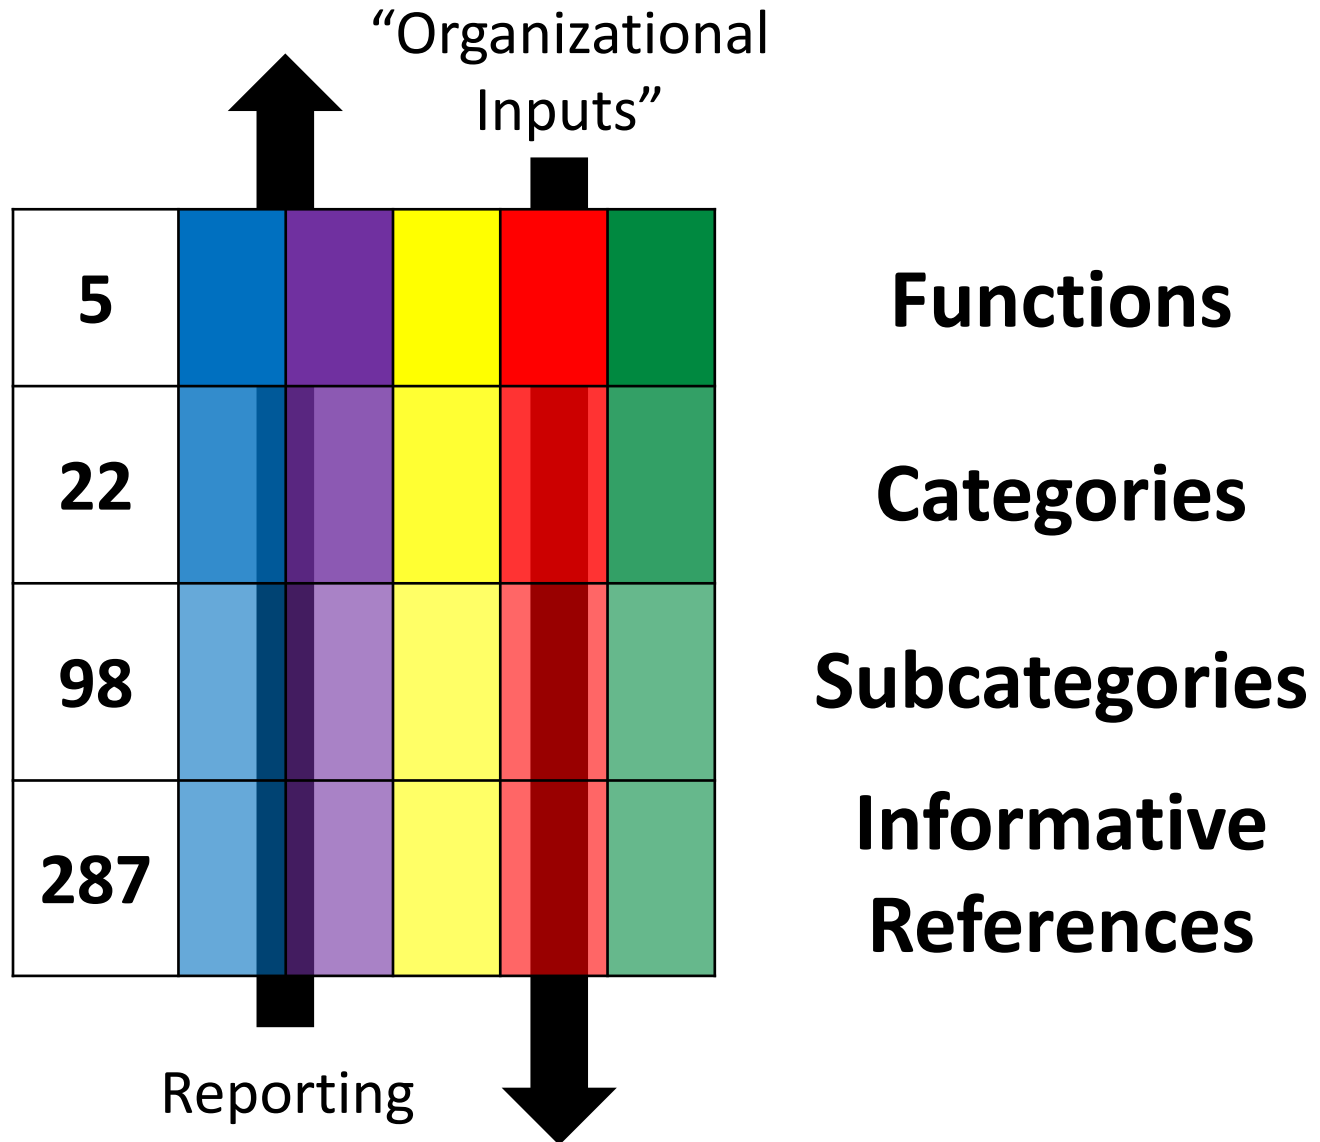 “Organizational
Inputs”
5
Functions
22
Categories
98
Subcategories
287
Informative
References
Reporting